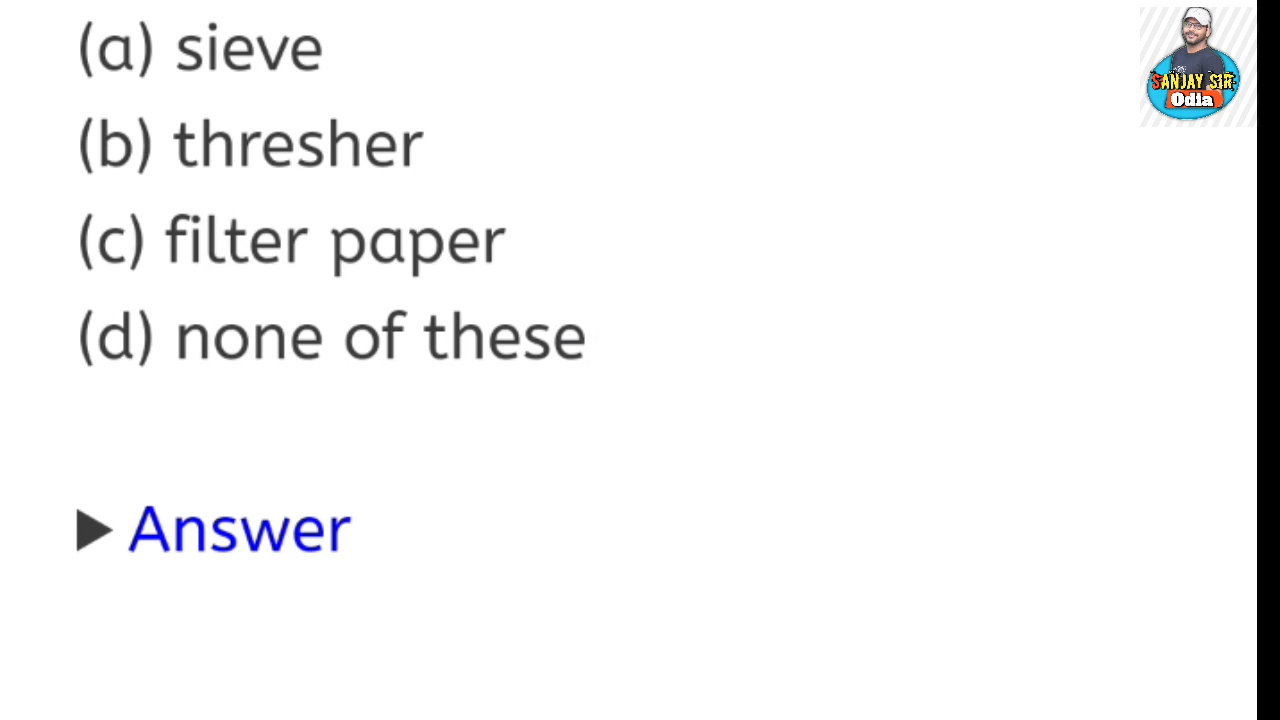 (a) sieve
(b) thresher
(c) filter paper
(d) none of these
▶ Answer
SANJAY SIR
Odia